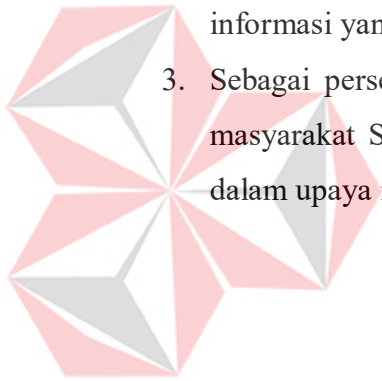 informasi yan
3. Sebagai perse
masyarakat S
dalam upaya